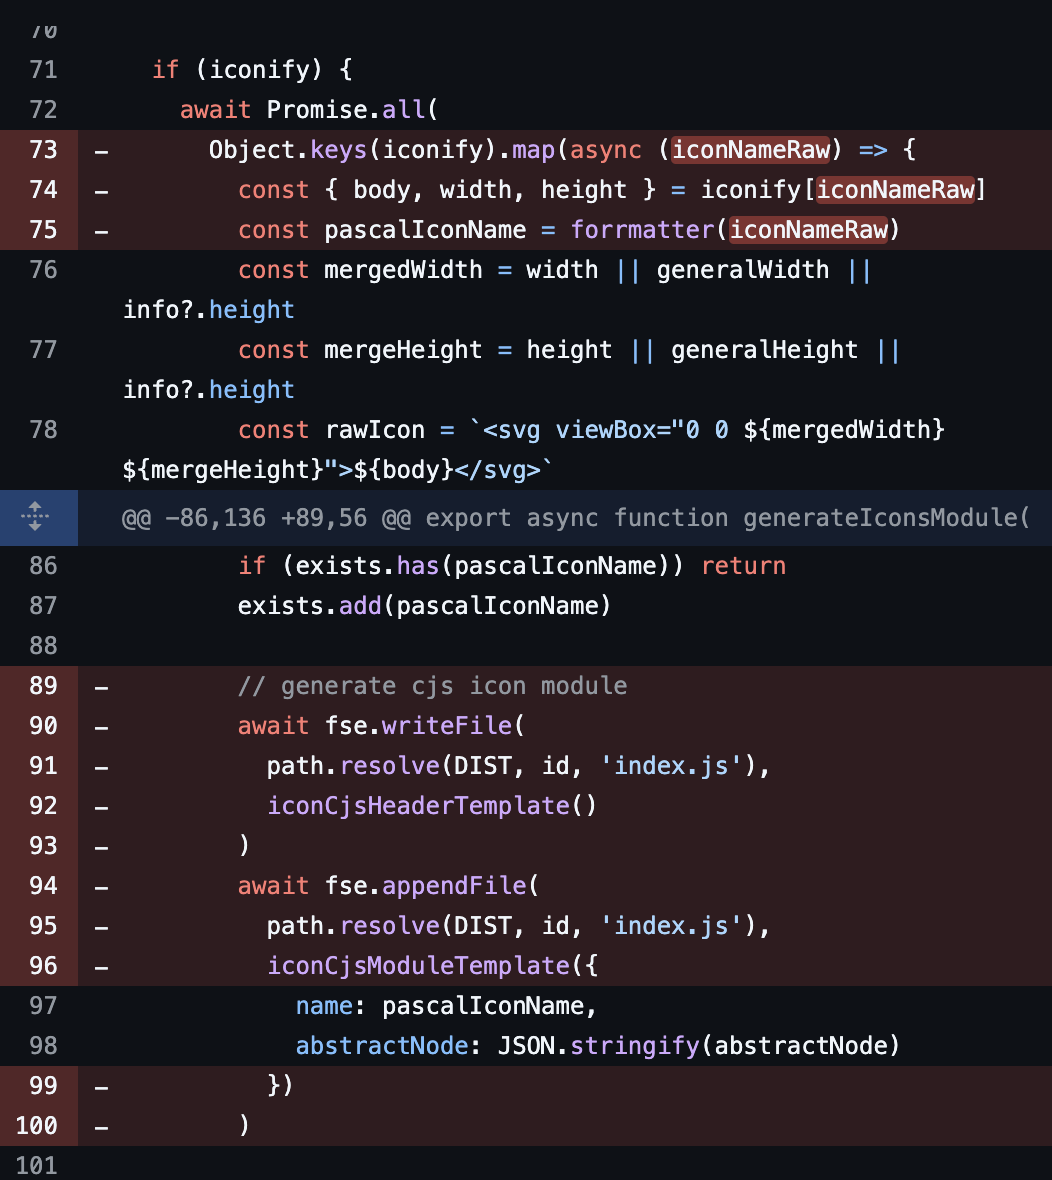 70
71 if (iconify) {
72 await Promise.all(
73 - Object.keys(iconify).map(async (iconNameRaw) => {
74 - const { body, width, height } = iconify[iconNameRaw]
75 - const pascalIconName = forrmatter(iconNameRaw)
76 const mergedWidth = width || generalWidth ||
info?.height
77 const mergeHeight = height || generalHeight ||
info?.height
78 const rawIcon = `<svg viewBox="0 0 ${mergedWidth}
${mergeHeight}">${body}</svg>`
@@ -86,136 +89,56 @@ export async function generateIconsModule(
86 if (exists.has(pascalIconName)) return
87 exists.add(pascalIconName)
88
89 - // generate cjs icon module
90 - await fse.writeFile(
91 - path.resolve(DIST, id, 'index.js'),
92 - iconCjsHeaderTemplate()
93 - )
94 - await fse.appendFile(
95 - path.resolve(DIST, id, 'index.js'),
96 - iconCjsModuleTemplate({
97 name: pascalIconName,
98 abstractNode: JSON.stringify(abstractNode)
99 - })
100 - )
101